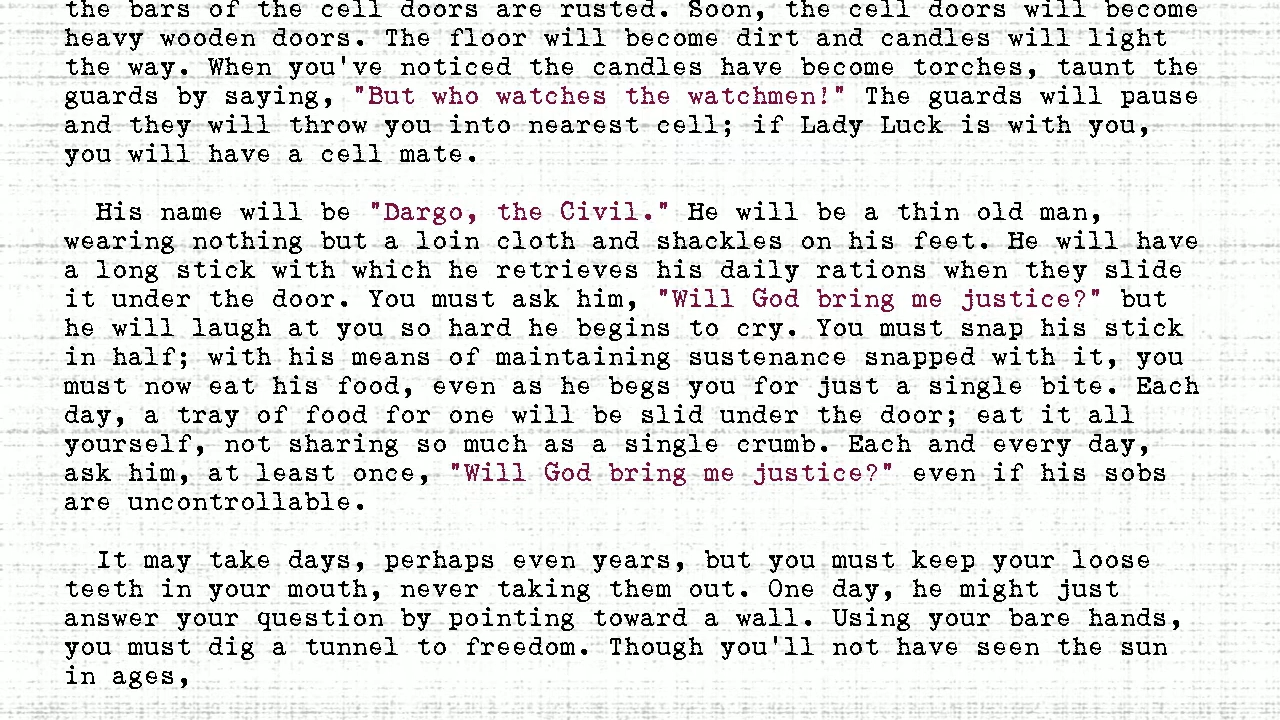 the bars of the cell doors are rusted. Soon, the cell doors will become
heavy wooden doors. The floor will become dirt and candles will light
the way. When you've noticed the candles have become torches, taunt the
guards by saying, "But who watches the watchmen!" The guards will pause
and they will throw you into nearest cell; if Lady Luck is with you,
you will have a cell mate.
His name will be "Dargo, the Civil." He will be a thin old man,
wearing nothing but a loin cloth and shackles on his feet. He will have
a long stick with which he retrieves his daily rations when they slide
it under the door. You must ask him, "Will God bring me justice?" but
he will laugh at you so hard he begins to cry. You must snap his stick
in half; with his means of maintaining sustenance snapped with it, you
must now eat his food, even as he begs you for just a single bite. Each
day, a tray of food for one will be slid under the door; eat it all
yourself, not sharing so much as a single crumb. Each and every day,
ask him, at least once, "Will God bring me justice?" even if his sobs
are uncontrollable.
It may take days, perhaps even years, but you must keep your loose
teeth in your mouth, never taking them out. One day, he might just
answer your question by pointing toward a wall. Using your bare hands,
you must dig a tunnel to freedom. Though you'll not have seen the sun
in ages,